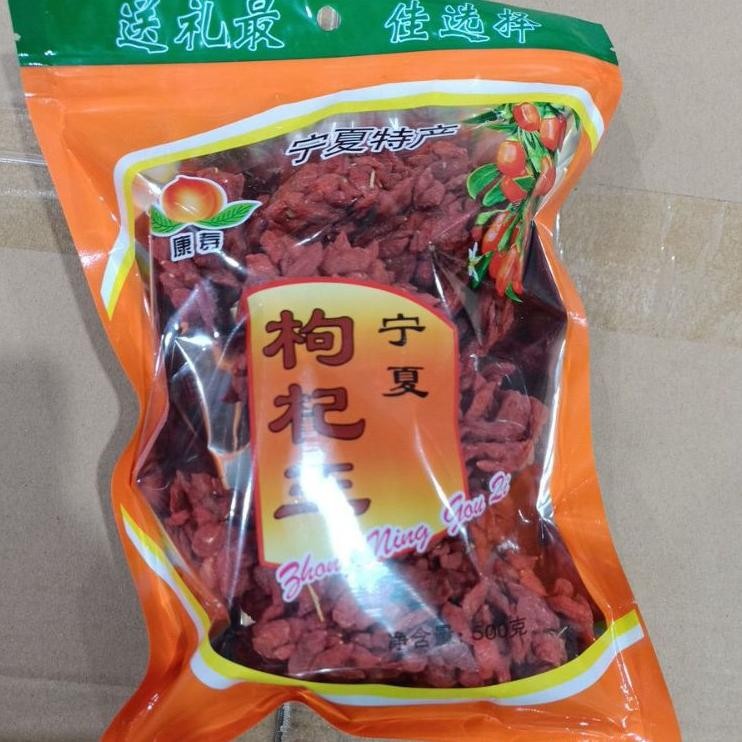 送礼最 佳选择
宁夏特产
康寿
宁夏
枸杞王
Zhong Ning Gou Qi
净含量:500克